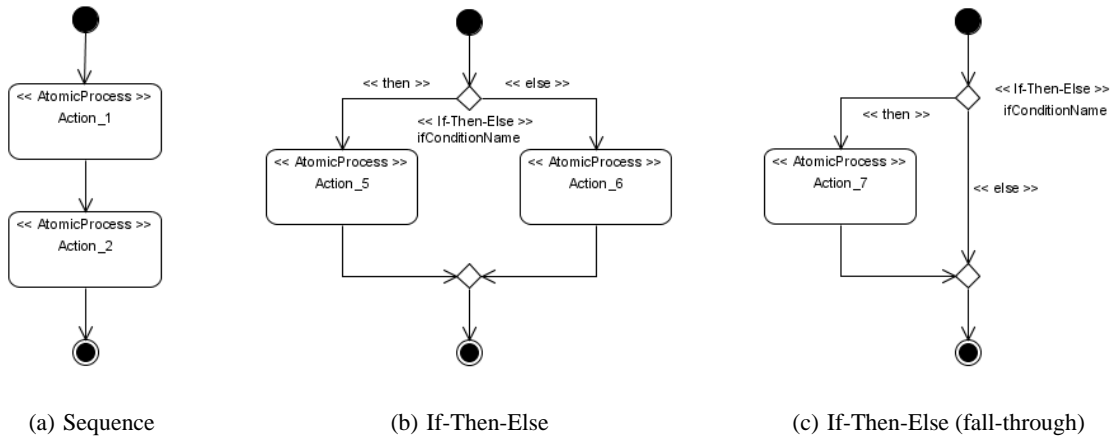 << AtomicProcess >>
Action_1
<< AtomicProcess >>
Action_2
(a) Sequence
<< then >>
<< else >>
<< If-Then-Else >>
ifConditionName
<< AtomicProcess >>
Action_5
<< AtomicProcess >>
Action_6
(b) If-Then-Else
<< If-Then-Else >>
ifConditionName
<< then >>
<< AtomicProcess >>
Action_7
<< else >>
(c) If-Then-Else (fall-through)